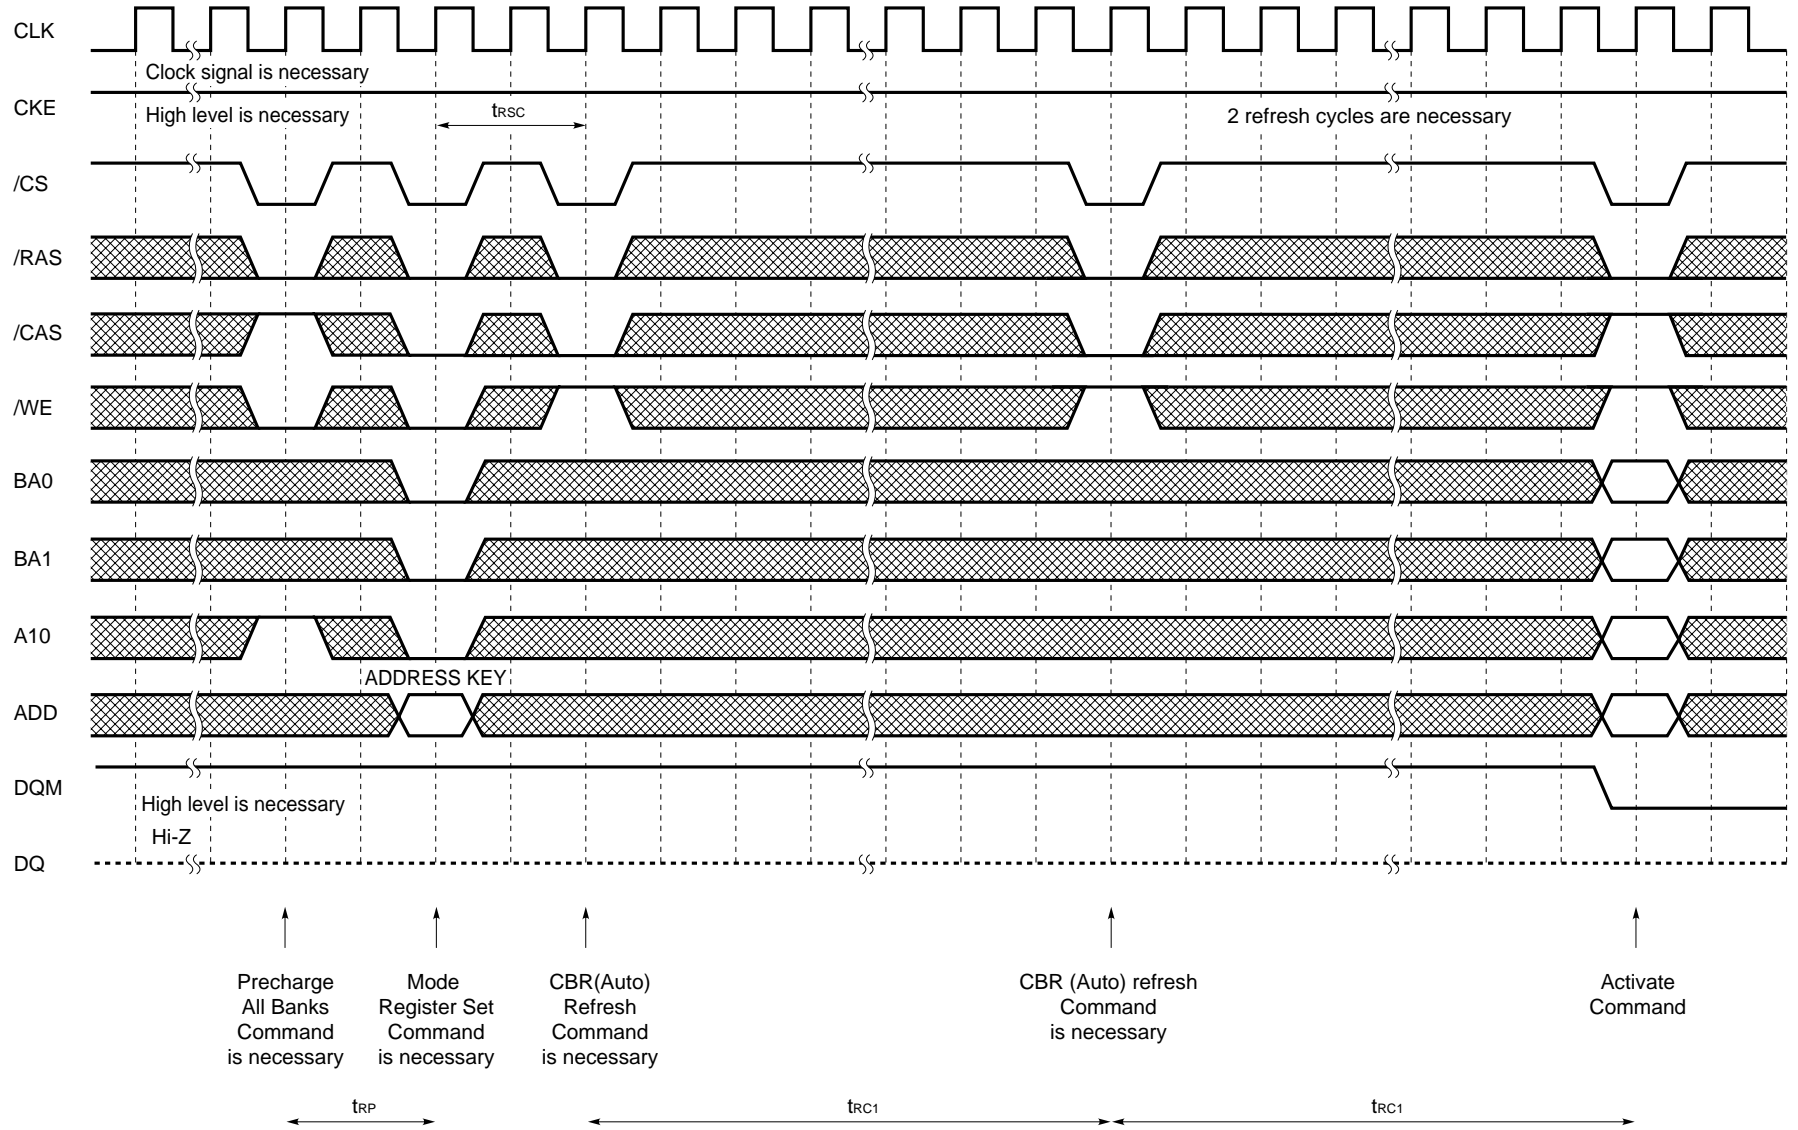 CLK
Clock signal is necessary
CKE
High level is necessary
tRSC
2 refresh cycles are necessary
/CS
/RAS
/CAS
/WE
BA0
BA1
A10
ADDRESS KEY
ADD
DQM
High level is necessary
Hi-Z
DQ
Precharge
All Banks
Command
is necessary
Mode
Register Set
Command
is necessary
CBR(Auto)
Refresh
Command
is necessary
CBR (Auto) refresh
Command
is necessary
Activate
Command
tRP
tRC1
tRC1